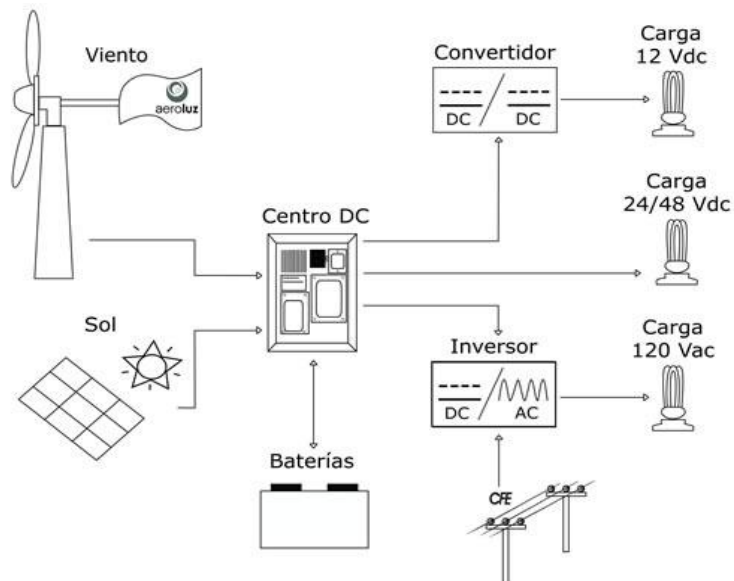 Viento
aeroluz
Convertidor
DC / DC
Carga
12 Vdc
Carga
24/48 Vdc
Centro DC
Sol
Inversor
DC / AC
Carga
120 Vac
Baterías
CFE